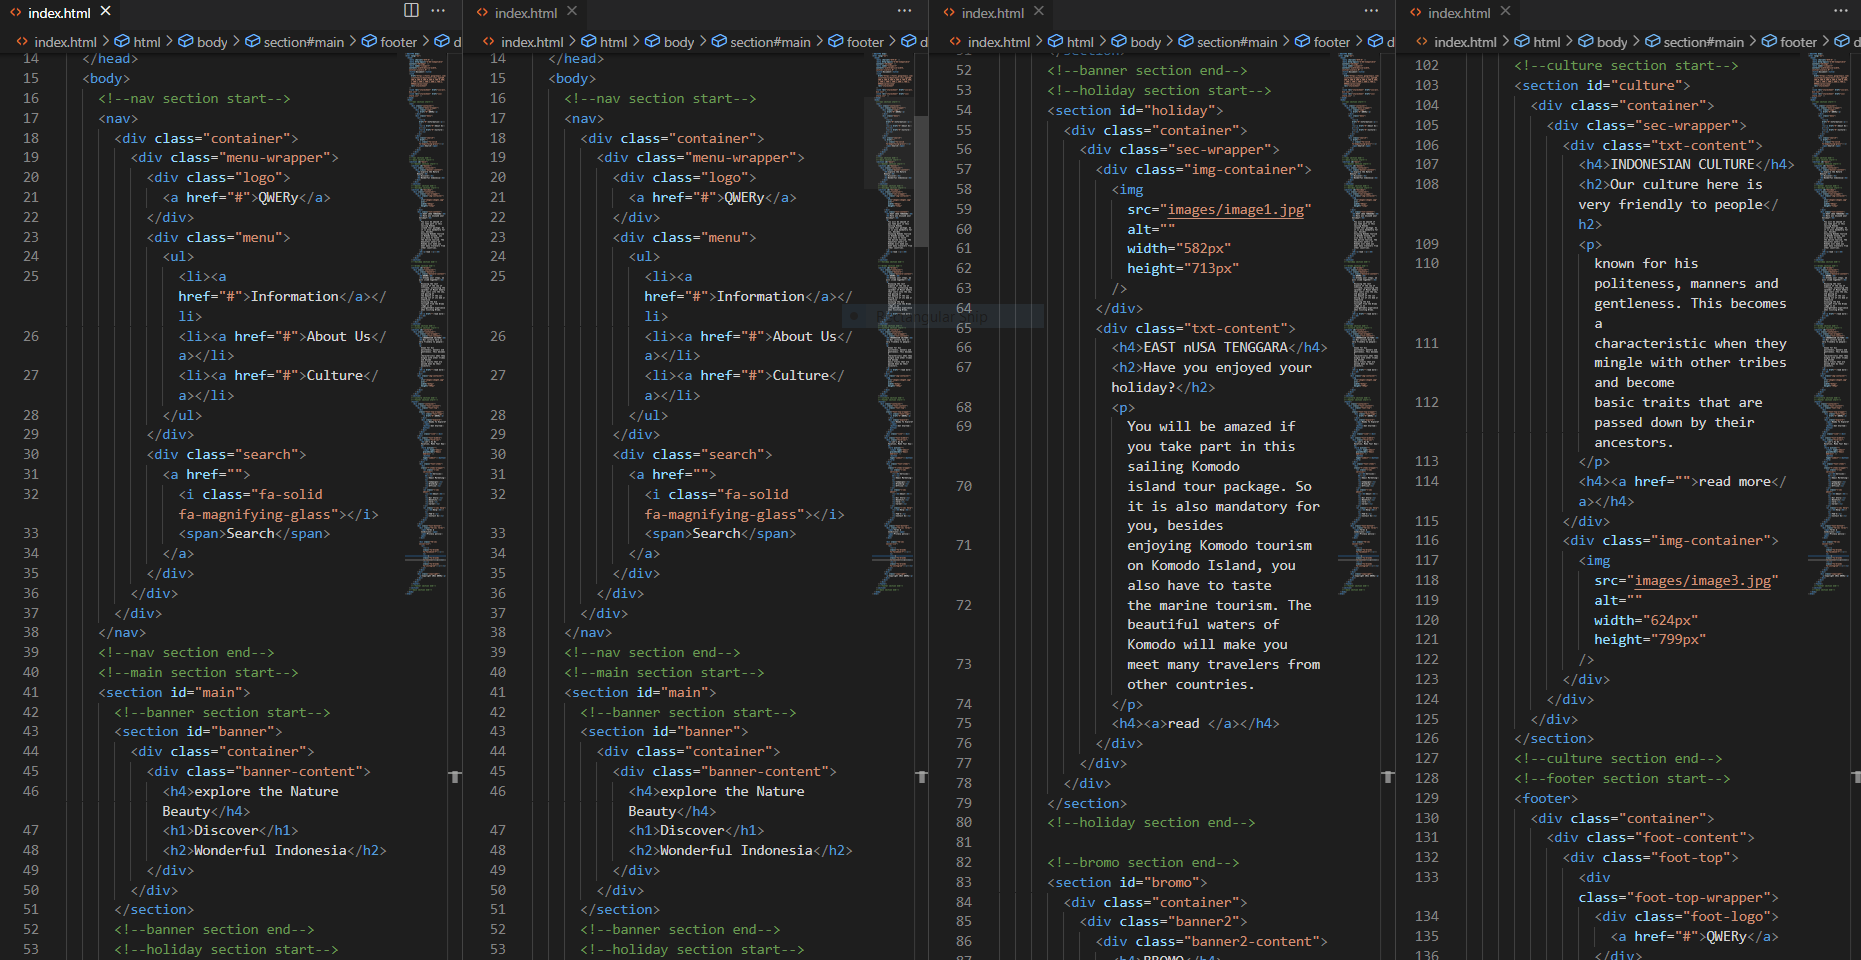 index.html
index.html > html > body > section#main > footer > d
14 </head>
15 <body>
16 <!--nav section start-->
17 <nav>
18 <div class="container">
19 <div class="menu-wrapper">
20 <div class="logo">
21 <a href="#">QWERy</a>
22 </div>
23 <div class="menu">
24 <ul>
25 <li><a
href="#">Information</a></
li>
26 <li><a href="#">About Us</
a></li>
27 <li><a href="#">Culture</
a></li>
28 </ul>
29 </div>
30 <div class="search">
31 <a href="">
32 <i class="fa-solid
fa-magnifying-glass"></i>
33 <span>Search</span>
34 </a>
35 </div>
36 </div>
37 </div>
38 </nav>
39 <!--nav section end-->
40 <!--main section start-->
41 <section id="main">
42 <!--banner section start-->
43 <section id="banner">
44 <div class="container">
45 <div class="banner-content">
46 <h4>explore the Nature
Beauty</h4>
47 <h1>Discover</h1>
48 <h2>Wonderful Indonesia</h2>
49 </div>
50 </div>
51 </section>
52 <!--banner section end-->
53 <!--holiday section start-->
index.html
index.html > html > body > section#main > footer > d
14 </head>
15 <body>
16 <!--nav section start-->
17 <nav>
18 <div class="container">
19 <div class="menu-wrapper">
20 <div class="logo">
21 <a href="#">QWERy</a>
22 </div>
23 <div class="menu">
24 <ul>
25 <li><a
href="#">Information</a></
li>
26 <li><a href="#">About Us</
a></li>
27 <li><a href="#">Culture</
a></li>
28 </ul>
29 </div>
30 <div class="search">
31 <a href="">
32 <i class="fa-solid
fa-magnifying-glass"></i>
33 <span>Search</span>
34 </a>
35 </div>
36 </div>
37 </div>
38 </nav>
39 <!--nav section end-->
40 <!--main section start-->
41 <section id="main">
42 <!--banner section start-->
43 <section id="banner">
44 <div class="container">
45 <div class="banner-content">
46 <h4>explore the Nature
Beauty</h4>
47 <h1>Discover</h1>
48 <h2>Wonderful Indonesia</h2>
49 </div>
50 </div>
51 </section>
52 <!--banner section end-->
53 <!--holiday section start-->
Rectangular Snip
index.html
index.html > html > body > section#main > footer > d
52 <!--banner section end-->
53 <!--holiday section start-->
54 <section id="holiday">
55 <div class="container">
56 <div class="sec-wrapper">
57 <div class="img-container">
58 <img
59 src="images/image1.jpg"
60 alt=""
61 width="582px"
62 height="713px"
63 />
64 </div>
65 <div class="txt-content">
66 <h4>EAST nUSA TENGGARA</h4>
67 <h2>Have you enjoyed your
holiday?</h2>
68 <p>
69 You will be amazed if
you take part in this
sailing Komodo
70 island tour package. So
it is also mandatory for
you, besides
71 enjoying Komodo tourism
on Komodo Island, you
also have to taste
72 the marine tourism. The
beautiful waters of
Komodo will make you
73 meet many travelers from
other countries.
74 </p>
75 <h4><a>read </a></h4>
76 </div>
77 </div>
78 </div>
79 </section>
80 <!--holiday section end-->
81
82 <!--bromo section end-->
83 <section id="bromo">
84 <div class="container">
85 <div class="banner2">
86 <div class="banner2-content">
87 <h4>BROMO</h4>
index.html
index.html > html > body > section#main > footer > d
102 <!--culture section start-->
103 <section id="culture">
104 <div class="container">
105 <div class="sec-wrapper">
106 <div class="txt-content">
107 <h4>INDONESIAN CULTURE</h4>
108 <h2>Our culture here is
very friendly to people</
h2>
109 <p>
110 known for his
politeness, manners and
gentleness. This becomes
a
111 characteristic when they
mingle with other tribes
and become
112 basic traits that are
passed down by their
ancestors.
113 </p>
114 <h4><a href="">read more</
a></h4>
115 </div>
116 <div class="img-container">
117 <img
118 src="images/image3.jpg"
119 alt=""
120 width="624px"
121 height="799px"
122 />
123 </div>
124 </div>
125 </div>
126 </section>
127 <!--culture section end-->
128 <!--footer section start-->
129 <footer>
130 <div class="container">
131 <div class="foot-content">
132 <div class="foot-top">
133 <div
class="foot-top-wrapper">
134 <div class="foot-logo">
135 <a href="#">QWERy</a>
136 </div>